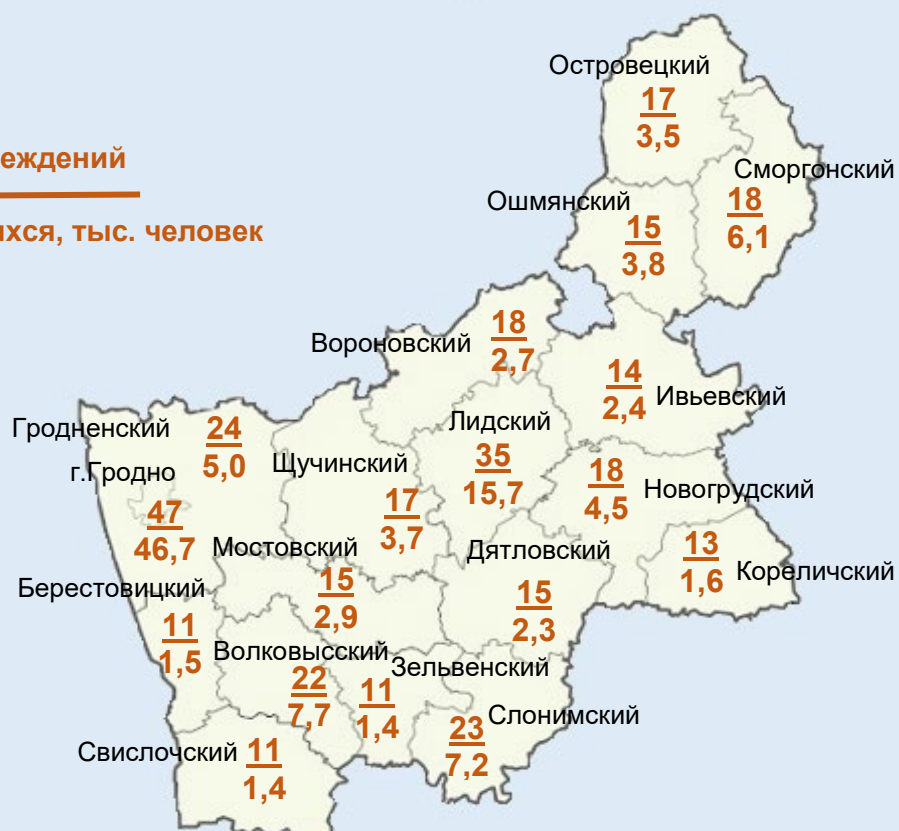 Островецкий
17
3,5
еждений
Сморгонский
18
6,1
Ошмянский
15
3,8
ихся, тыс. человек
Вороновский
18
2,7
14
2,4
Ивьевский
Гродненский
24
5,0
Лидский
35
15,7
г.Гродно
47
46,7
Щучинский
17
3,7
18
4,5
Новогрудский
Мостовский
15
2,9
Дятловский
15
2,3
13
1,6
Кореличский
Берестовицкий
11
1,5
Волковысский
22
7,7
Зельвенский
11
1,4
Слонимский
23
7,2
Свислочский
11
1,4